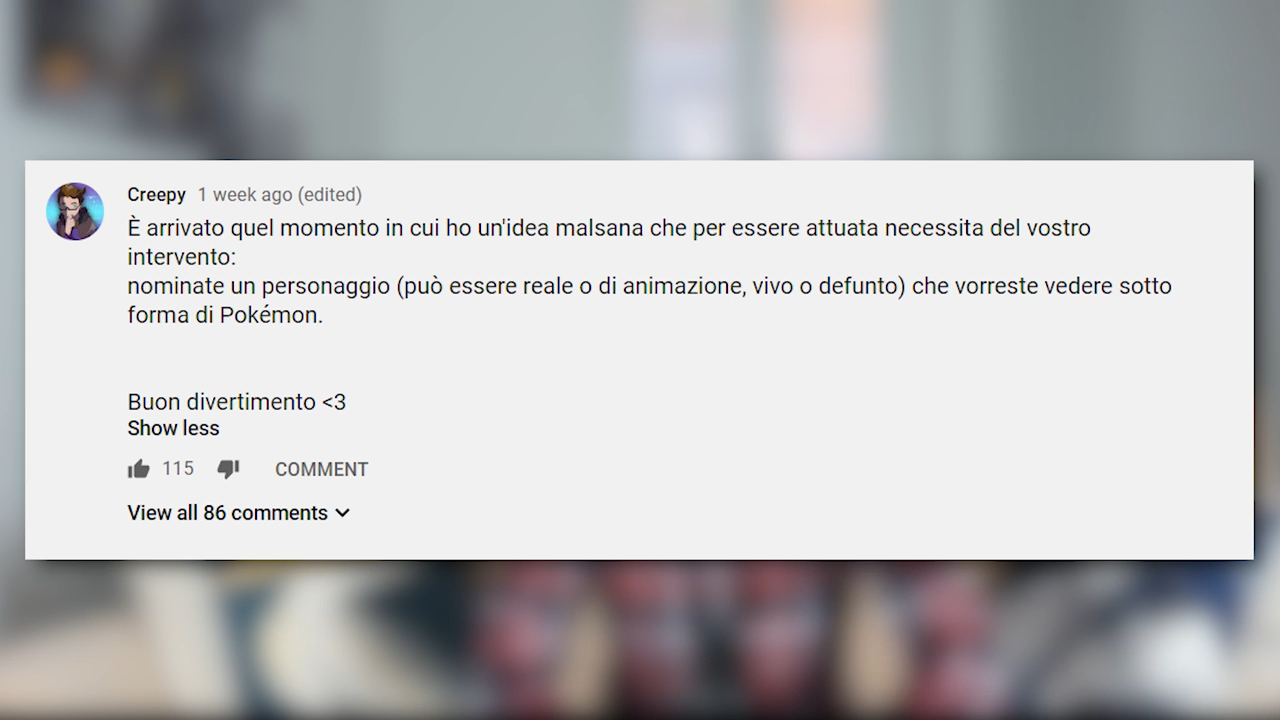 Creepy 1 week ago (edited)
È arrivato quel momento in cui ho un'idea malsana che per essere attuata necessita del vostro
intervento:
nominate un personaggio (può essere reale o di animazione, vivo o defunto) che vorreste vedere sotto
forma di Pokémon.
Buon divertimento <3
Show less
115 COMMENT
View all 86 comments